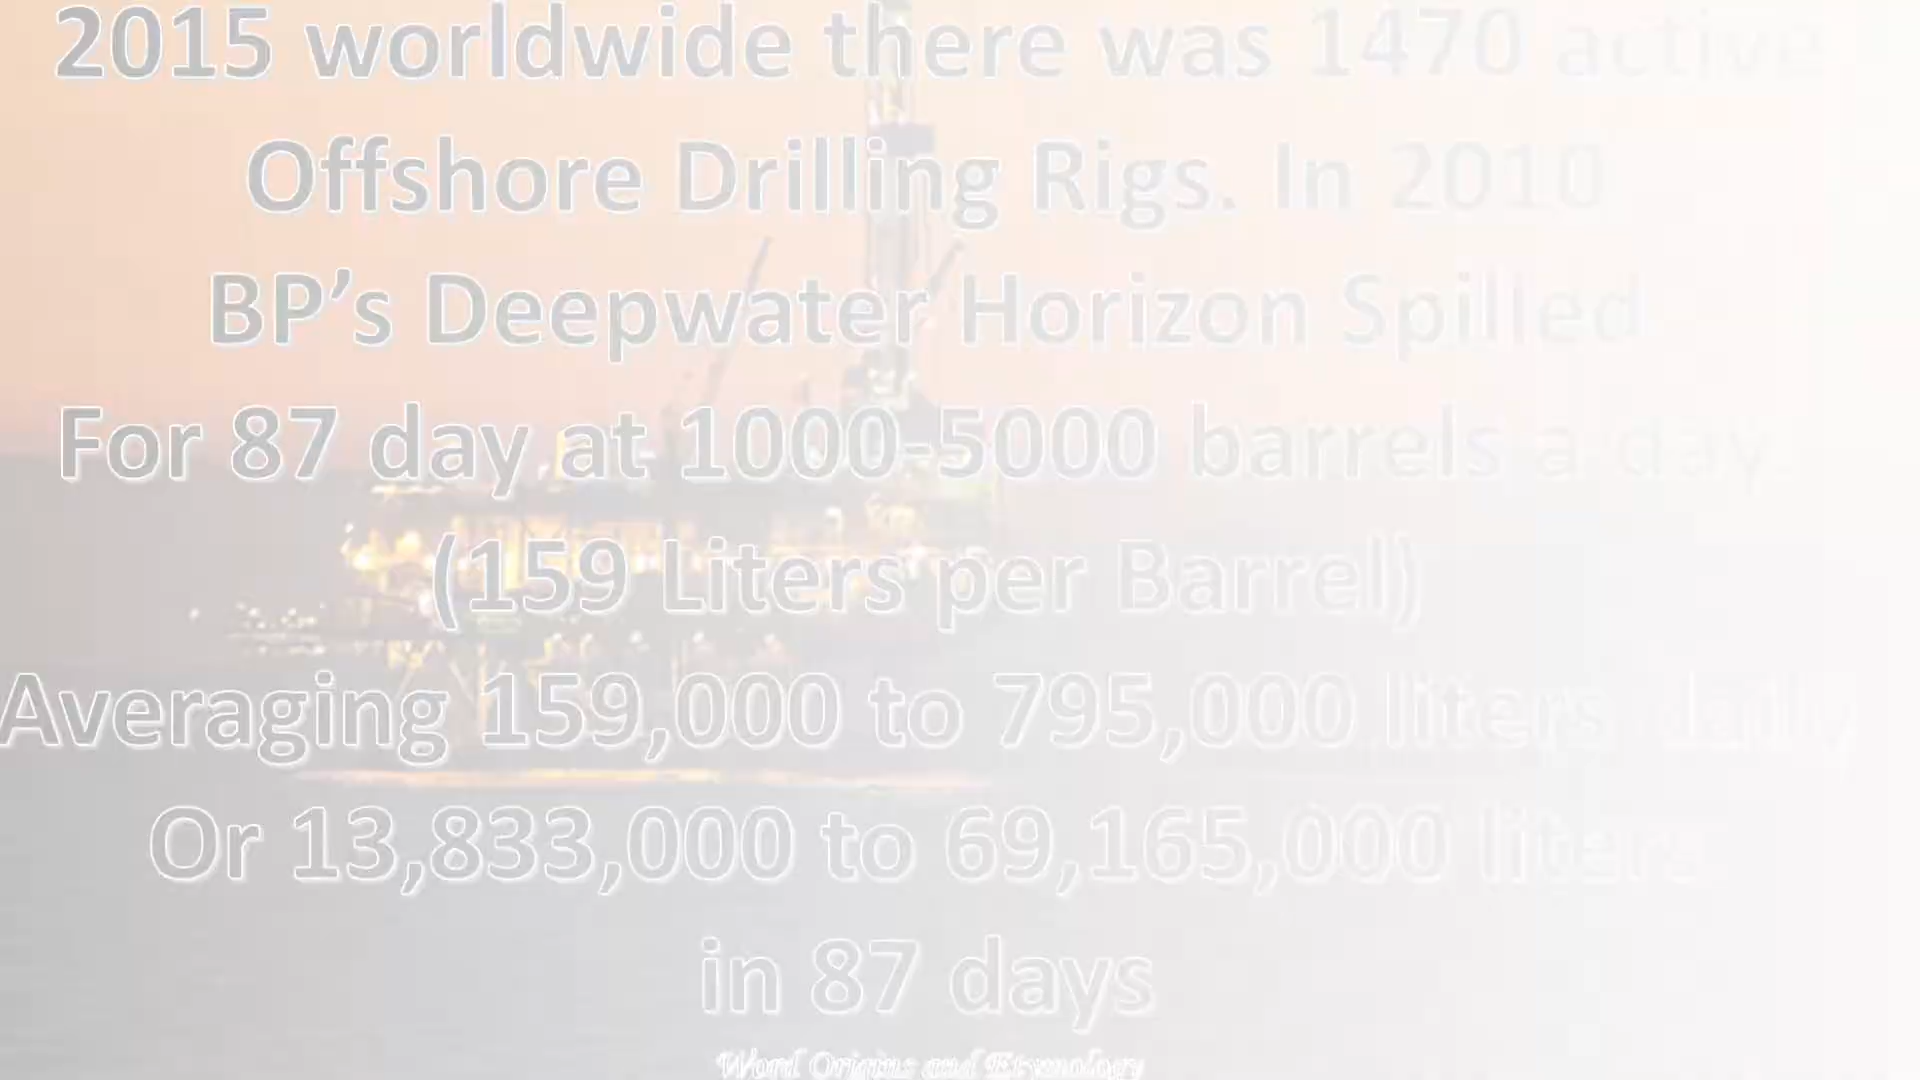 2015 worldwide there was 1470 active
Offshore Drilling Rigs. In 2010
BP’s Deepwater Horizon Spilled
For 87 day at 1000-5000 barrels a day.
(159 Liters per Barrel)
Averaging 159,000 to 795,000 liters daily
Or 13,833,000 to 69,165,000 liters
in 87 days
Word Origins and Etymology